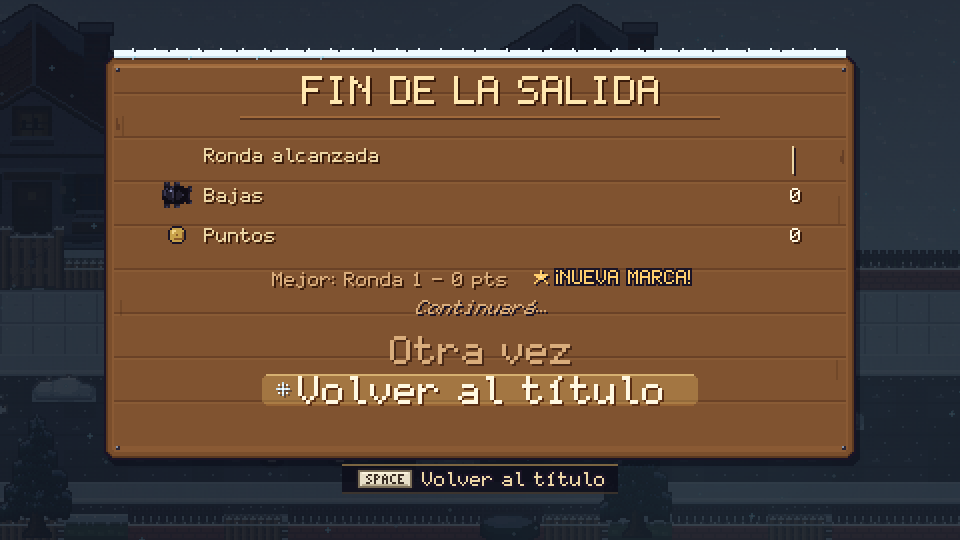 FIN DE LA SALIDA
Ronda alcanzada |
Bajas 0
Puntos 0
Mejor: Ronda 1 - 0 pts ★ ¡NUEVA MARCA!
Continuará…
Otra vez
Volver al título
SPACE Volver al título